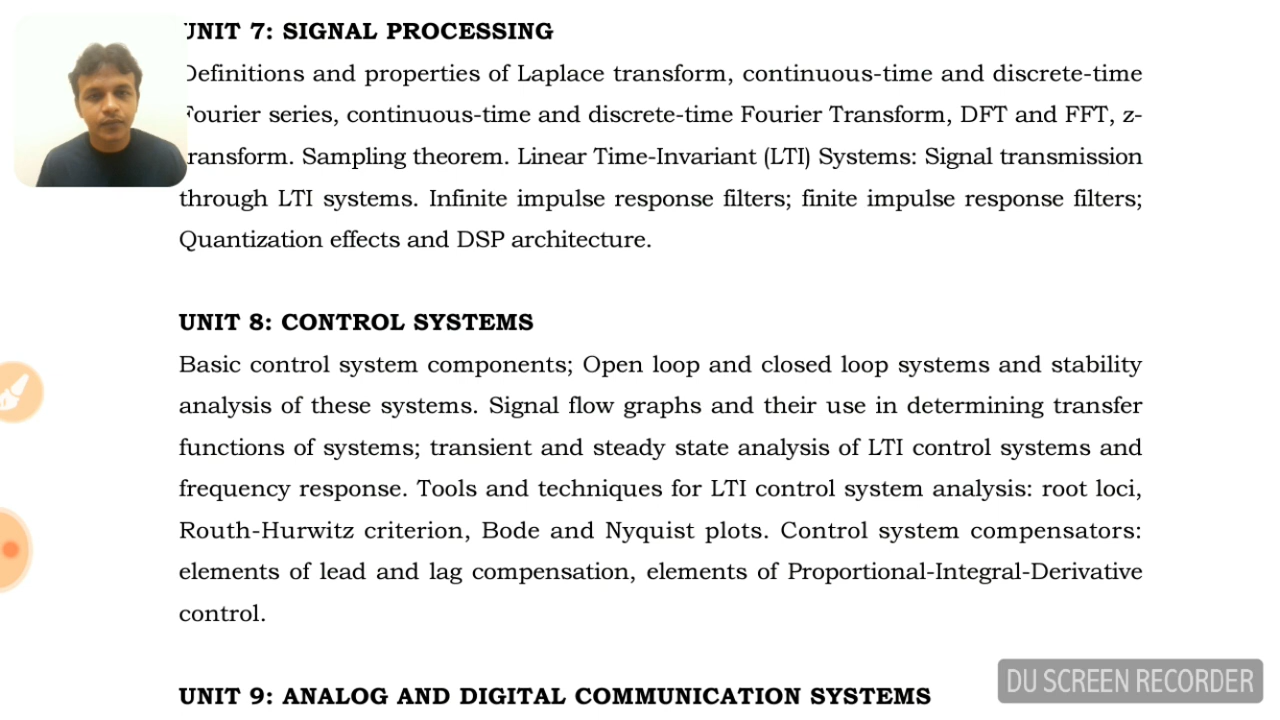 UNIT 7: SIGNAL PROCESSING
Definitions and properties of Laplace transform, continuous-time and discrete-time
Fourier series, continuous-time and discrete-time Fourier Transform, DFT and FFT, z-
transform. Sampling theorem. Linear Time-Invariant (LTI) Systems: Signal transmission
through LTI systems. Infinite impulse response filters; finite impulse response filters;
Quantization effects and DSP architecture.
UNIT 8: CONTROL SYSTEMS
Basic control system components; Open loop and closed loop systems and stability
analysis of these systems. Signal flow graphs and their use in determining transfer
functions of systems; transient and steady state analysis of LTI control systems and
frequency response. Tools and techniques for LTI control system analysis: root loci,
Routh-Hurwitz criterion, Bode and Nyquist plots. Control system compensators:
elements of lead and lag compensation, elements of Proportional-Integral-Derivative
control.
UNIT 9: ANALOG AND DIGITAL COMMUNICATION SYSTEMS
DU SCREEN RECORDER